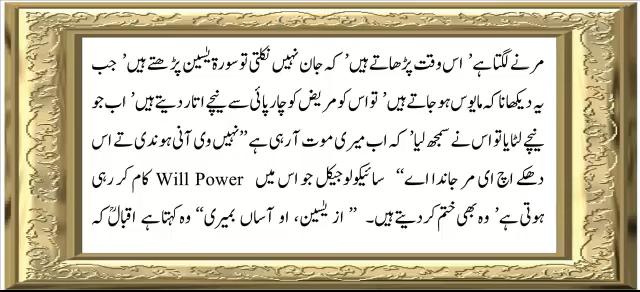 مرنے لگتا ہے’ اس وقت پڑھاتے ہیں’ کہ جان نہیں نکلتی تو سورۃ یٰسین پڑھتے ہیں’ جب
یہ دیکھانا کہ مایوس ہو جاتے ہیں’ تو اس کو مریض کو چارپائی سے نیچے اتار دیتے ہیں’ اب جو
نیچے لٹایا تو اس نے سمجھ لیا’ کہ اب میری موت آ رہی ہے ”نہیں وی آنی ہوندی تے اس
دھکے اچ ای مر جاندا اے“ سائیکولوجیکل جو اس میں Will Power کام کر رہی
ہوتی ہے’ وہ بھی ختم کر دیتے ہیں۔ ” از یٰسین، او آساں بمیری“ وہ کہتا ہے اقبالؒ کہ